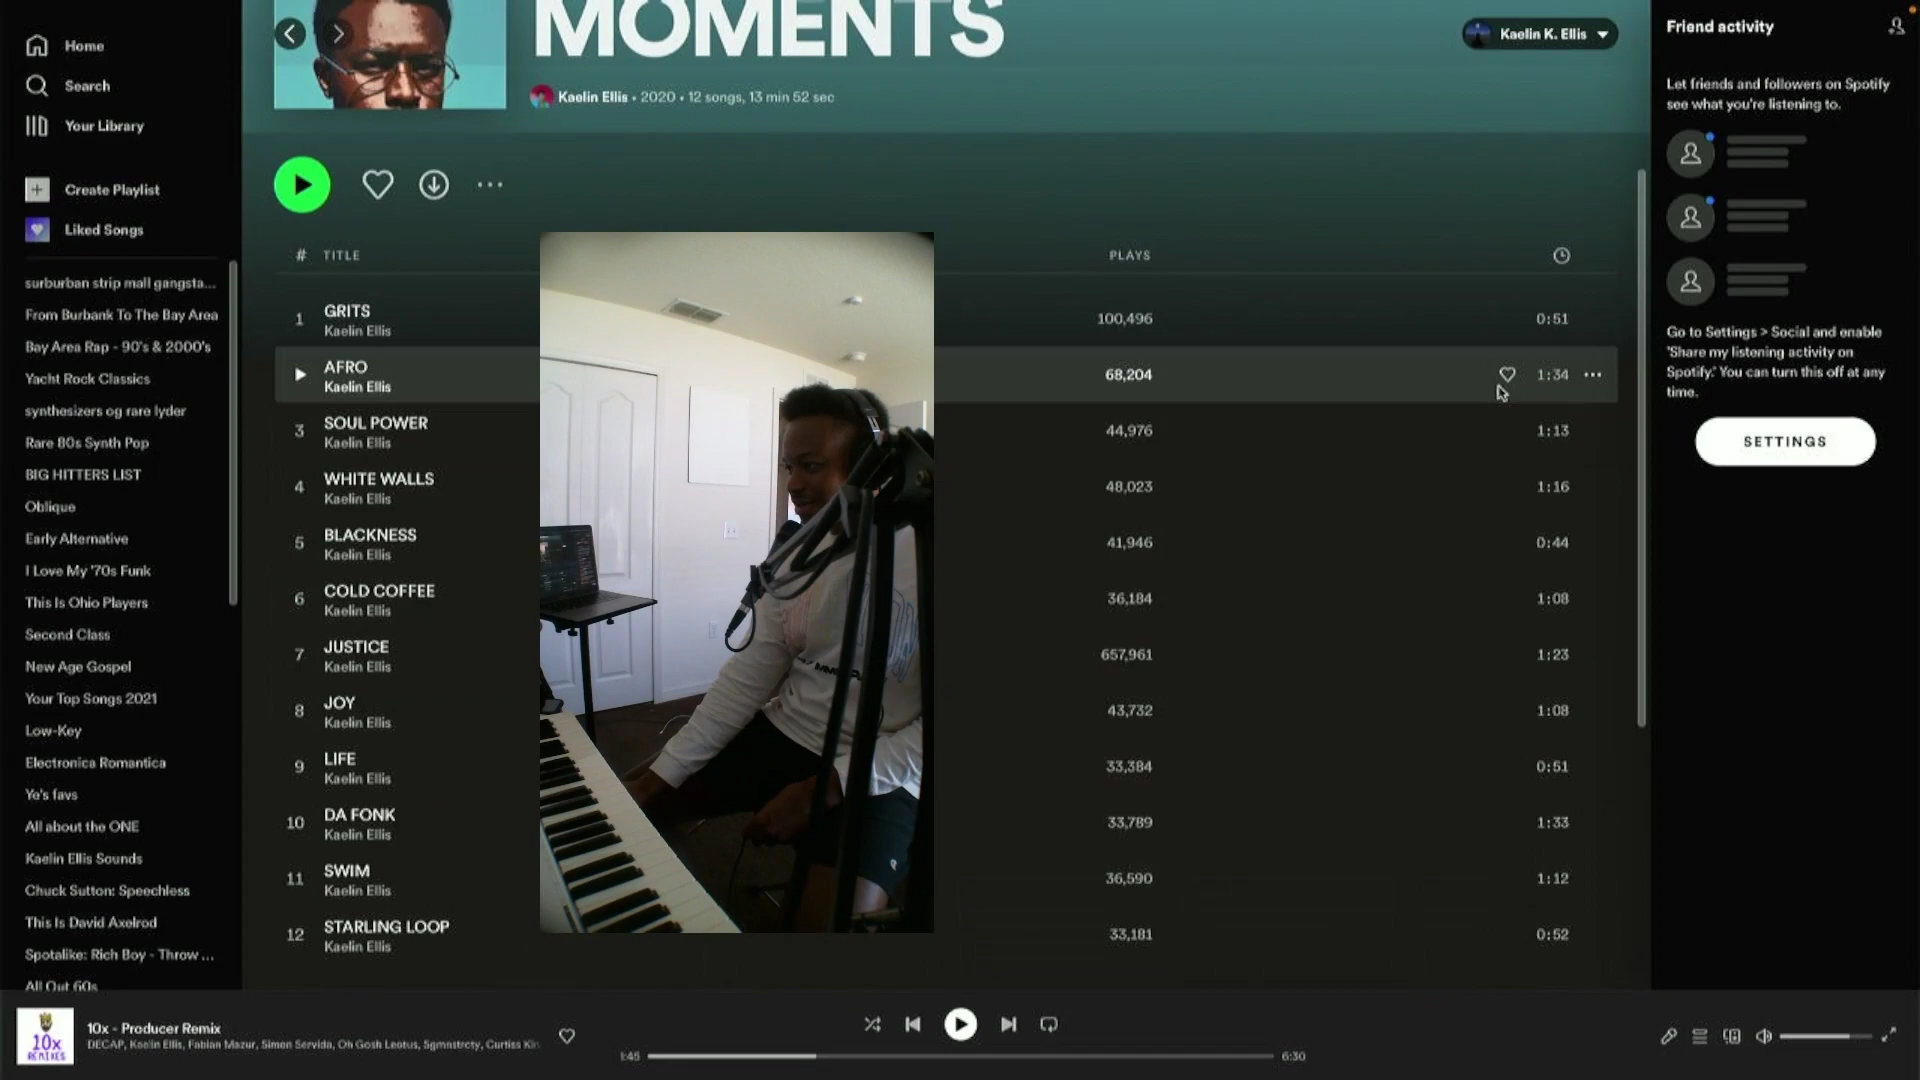 Home
Search
Your Library
Create Playlist
Liked Songs
surburban strip mall gangsta...
From Burbank To The Bay Area
Bay Area Rap - 90's & 2000's
Yacht Rock Classics
synthesizers og rare lyder
Rare 80s Synth Pop
BIG HITTERS LIST
Oblique
Early Alternative
I Love My '70s Funk
This Is Ohio Players
Second Class
New Age Gospel
Your Top Songs 2021
Low-Key
Electronica Romantica
Ye's favs
All about the ONE
Kaelin Ellis Sounds
Chuck Sutton: Speechless
This Is David Axelrod
Spotalike: Rich Boy - Throw ...
All Out 60s
MOMENTS
Kaelin Ellis • 2020 • 12 songs, 13 min 52 sec
Kaelin K. Ellis
# TITLE PLAYS
1 GRITS 100,496 0:51
Kaelin Ellis
AFRO 68,204 1:34
Kaelin Ellis
3 SOUL POWER 44,976 1:13
Kaelin Ellis
4 WHITE WALLS 48,023 1:16
Kaelin Ellis
5 BLACKNESS 41,946 0:44
Kaelin Ellis
6 COLD COFFEE 36,184 1:08
Kaelin Ellis
7 JUSTICE 657,961 1:23
Kaelin Ellis
8 JOY 43,732 1:08
Kaelin Ellis
9 LIFE 33,384 0:51
Kaelin Ellis
10 DA FONK 33,789 1:33
Kaelin Ellis
11 SWIM 36,590 1:12
Kaelin Ellis
12 STARLING LOOP 33,181 0:52
Kaelin Ellis
Friend activity
Let friends and followers on Spotify
see what you're listening to.
Go to Settings > Social and enable
'Share my listening activity on
Spotify.' You can turn this off at any
time.
SETTINGS
10x
REMIXES
10x - Producer Remix
DECAP, Kaelin Ellis, Fabian Mazur, Simon Servida, Oh Gosh Leotus, Sgmnstrcty, Curtiss Kin
1:45
6:30